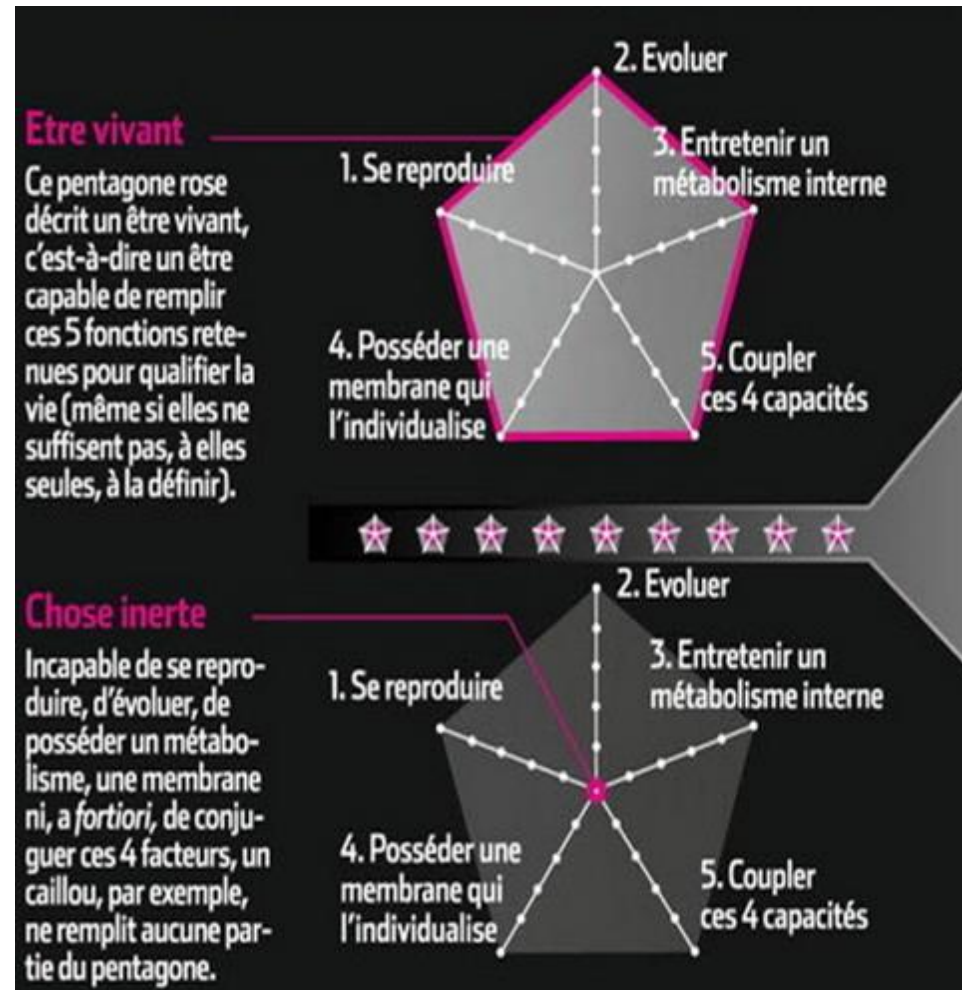 Etre vivant
Ce pentagone rose
décrit un être vivant,
c'est-à-dire un être
capable de remplir
ces 5 fonctions rete-
nues pour qualifier la
vie (même si elles ne
suffisent pas, à elles
seules, à la définir).
2. Evoluer
1. Se reproduire
3. Entretenir un
métabolisme interne
4. Posséder une
membrane qui
l'individualise
5. Coupler
ces 4 capacités
Chose inerte
Incapable de se repro-
duire, d'évoluer, de
posséder un métabo-
lisme, une membrane
ni, a fortiori, de conju-
guer ces 4 facteurs, un
caillou, par exemple,
ne remplit aucune par-
tie du pentagone.
2. Evoluer
1. Se reproduire
3. Entretenir un
métabolisme interne
4. Posséder une
membrane qui
l'individualise
5. Coupler
ces 4 capacités